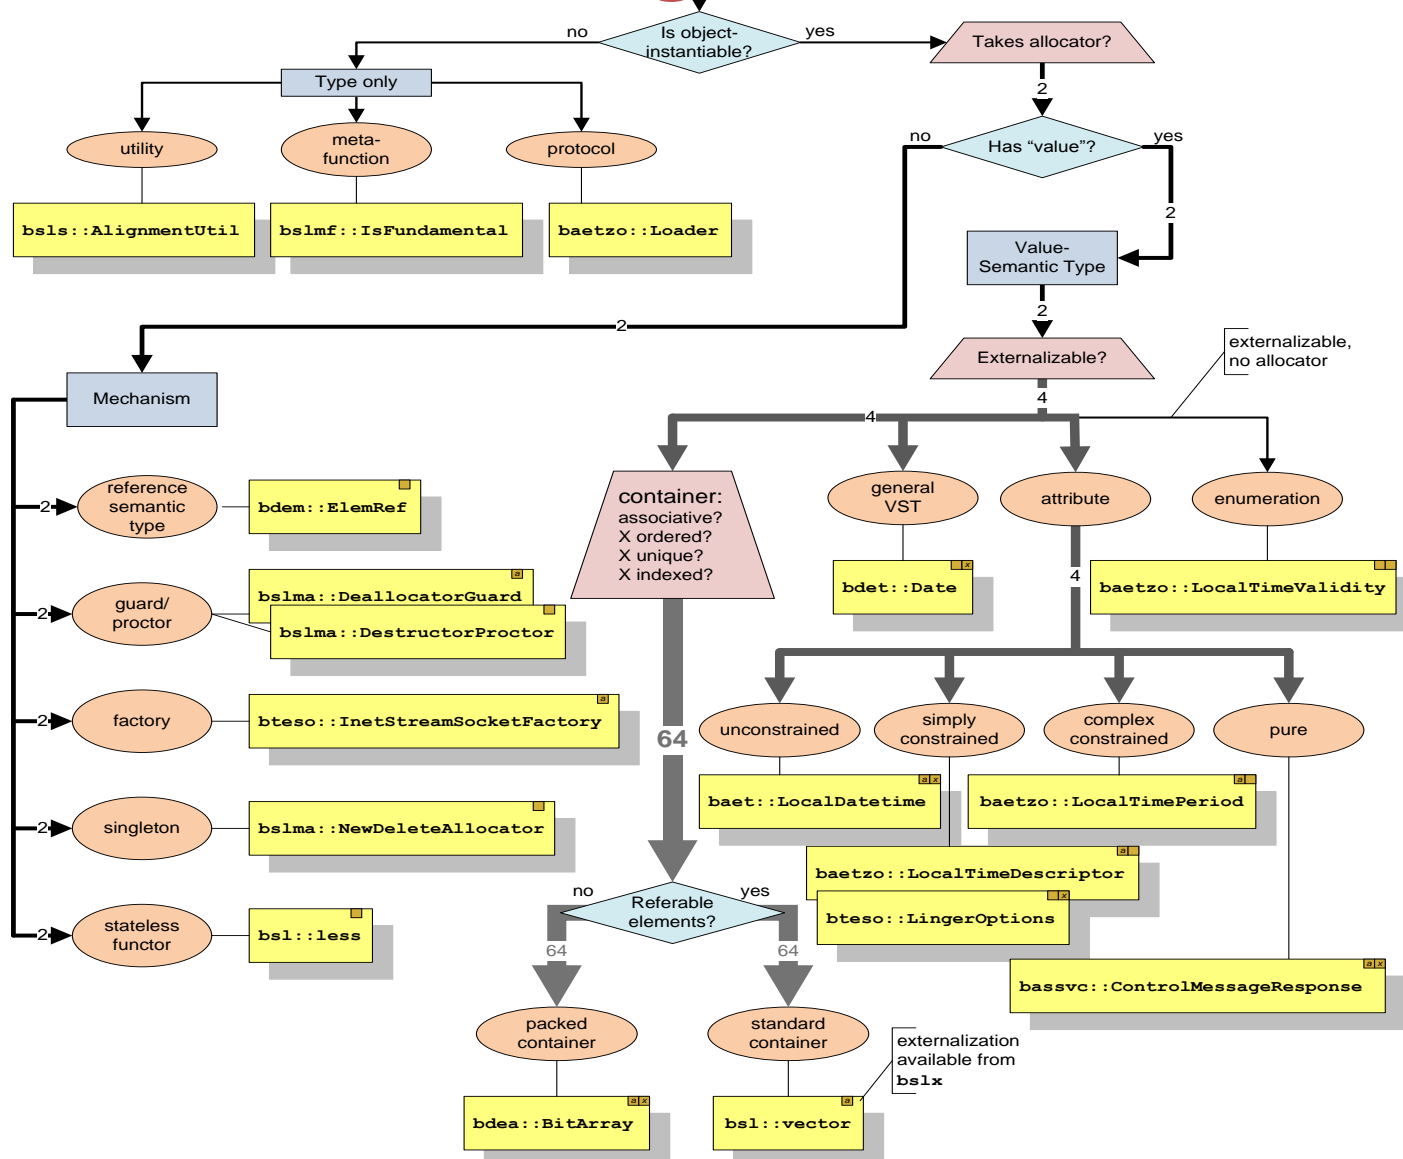 Is object-
instantiable?
no
yes
Takes allocator?
Type only
2
utility
meta-
function
protocol
no
Has “value”?
yes
bsls::AlignmentUtil
bslmf::IsFundamental
baetzo::Loader
2
Value-
Semantic Type
2
2
Externalizable?
externalizable,
no allocator
Mechanism
4
4
container:
associative?
X ordered?
X unique?
X indexed?
general
VST
attribute
enumeration
2
reference
semantic
type
bdem::ElemRef
bdet::Date
x
baetzo::LocalTimeValidity
4
2
guard/
proctor
a
bslma::DeallocatorGuard
bslma::DestructorProctor
2
factory
a
bteso::InetStreamSocketFactory
64
unconstrained
simply
constrained
complex
constrained
pure
a x
baet::LocalDatetime
a
baetzo::LocalTimePeriod
2
singleton
bslma::NewDeleteAllocator
a
baetzo::LocalTimeDescriptor
x
bteso::LingerOptions
no
Referable
elements?
yes
2
stateless
functor
bsl::less
64
64
a x
bassvc::ControlMessageResponse
packed
container
standard
container
externalization
available from
bslx
a x
bdea::BitArray
a
bsl::vector